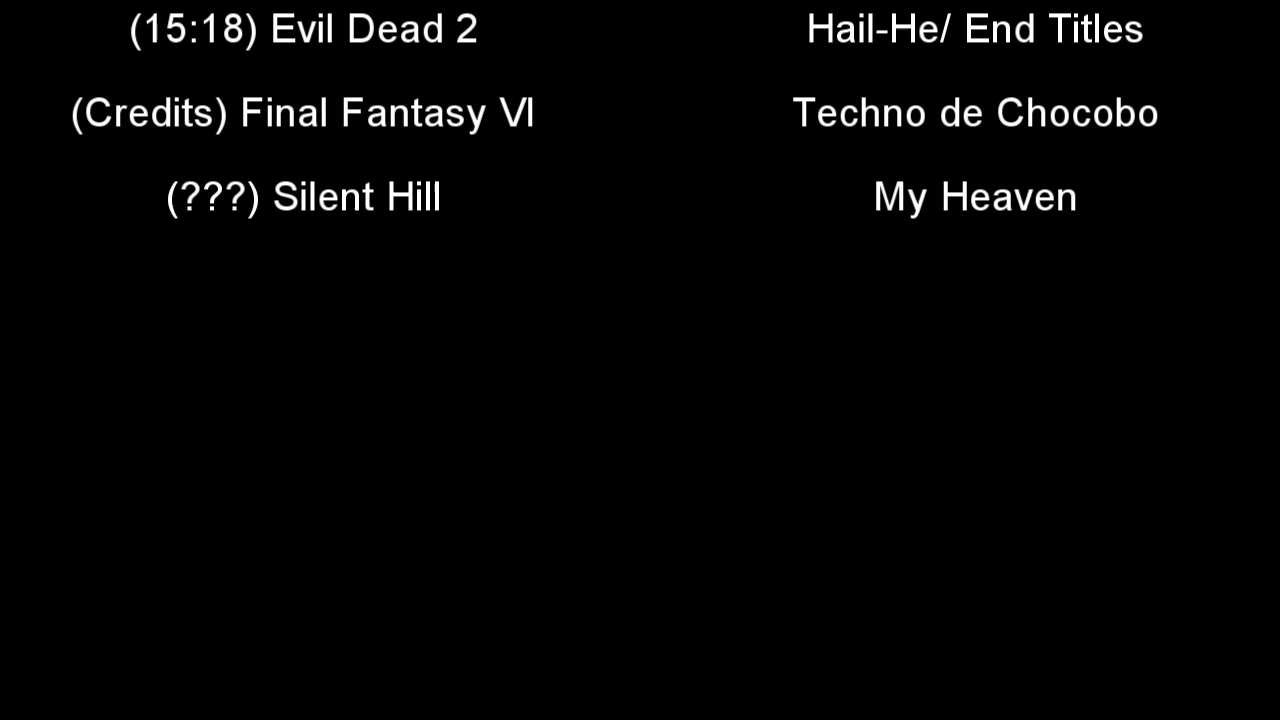 (15:18) Evil Dead 2 Hail-He/ End Titles
(Credits) Final Fantasy VI Techno de Chocobo
(???) Silent Hill My Heaven